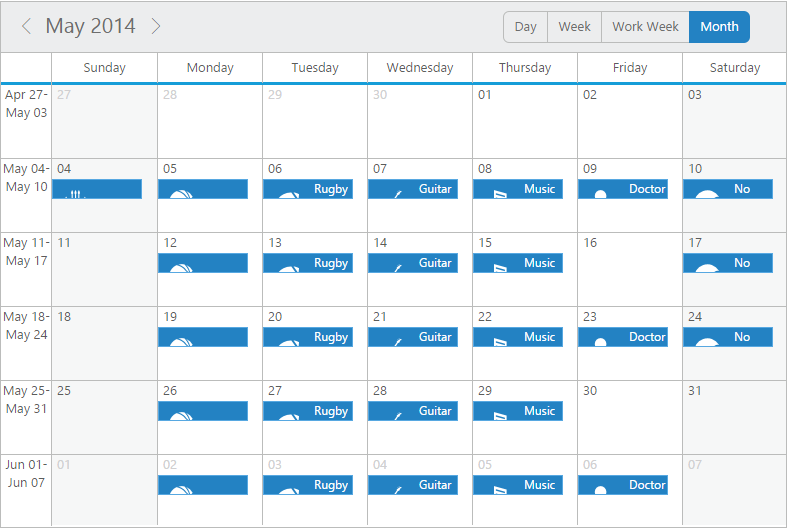 May 2014
Day Week Work Week Month
Sunday Monday Tuesday Wednesday Thursday Friday Saturday
Apr 27- 27 28 29 30 01 02 03
May 03
May 04- 04 05 06 07 08 09 10
May 10 Rugby Guitar Music Doctor No
May 11- 11 12 13 14 15 16 17
May 17 Rugby Guitar Music No
May 18- 18 19 20 21 22 23 24
May 24 Rugby Guitar Music Doctor No
May 25- 25 26 27 28 29 30 31
May 31 Rugby Guitar Music
Jun 01- 01 02 03 04 05 06 07
Jun 07 Rugby Guitar Music Doctor